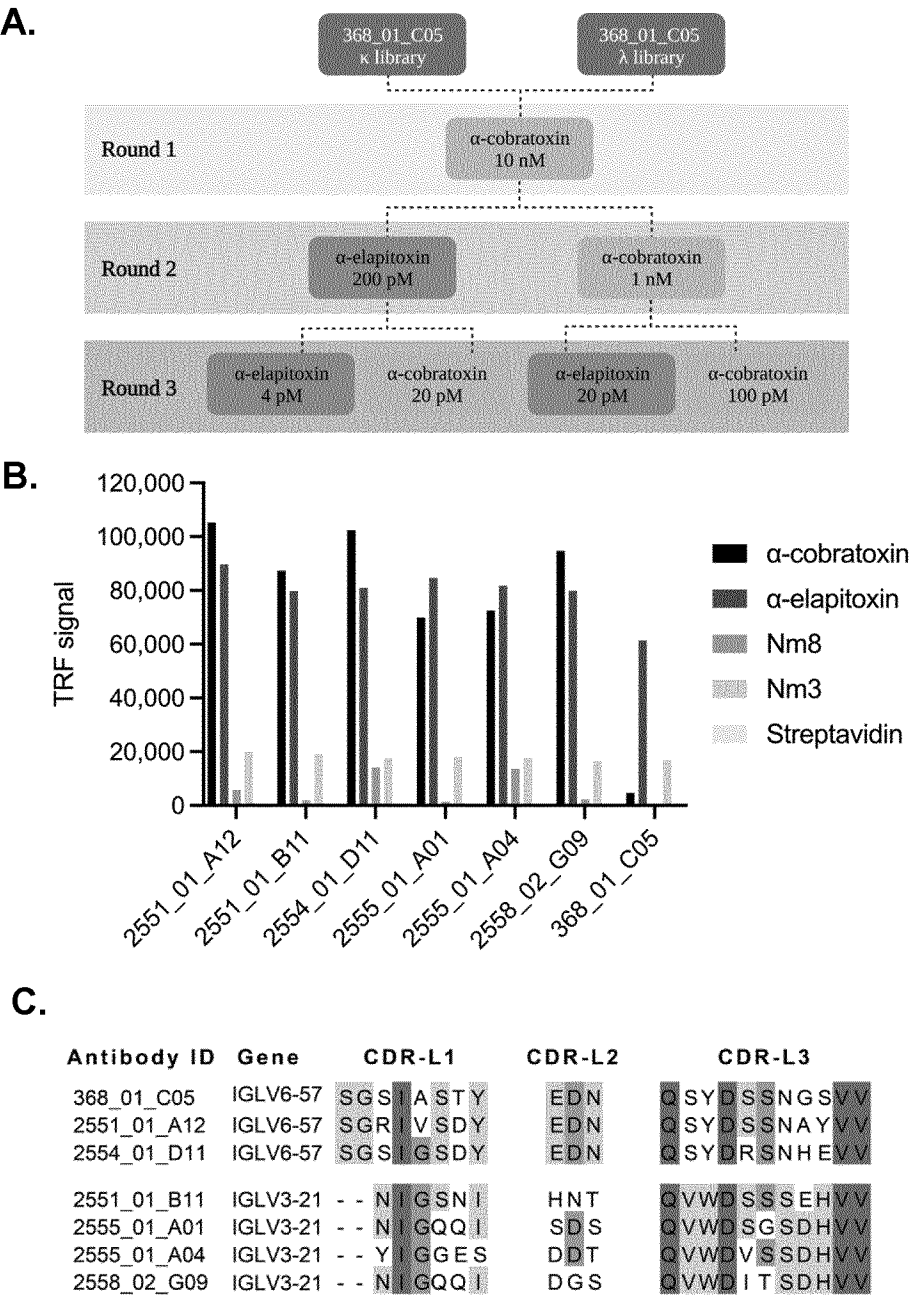 A.
368_01_C05
κ library
368_01_C05
λ library
Round 1
α-cobratoxin
10 nM
Round 2
α-elapitoxin
200 pM
α-cobratoxin
1 nM
Round 3
α-elapitoxin
4 pM
α-cobratoxin
20 pM
α-elapitoxin
20 pM
α-cobratoxin
100 pM
B.
TRF signal
120,000
100,000
80,000
60,000
40,000
20,000
0
2551_01_A12
2551_01_B11
2554_01_D11
2555_01_A01
2555_01_A04
2558_02_G09
368_01_C05
α-cobratoxin
α-elapitoxin
Nm8
Nm3
Streptavidin
C.
Antibody ID Gene CDR-L1 CDR-L2 CDR-L3
368_01_C05 IGLV6-57 SGSIASTY EDN QSYDSSNGSVV
2551_01_A12 IGLV6-57 SGRIVSDY EDN QSYDSSNAYVV
2554_01_D11 IGLV6-57 SGSIGSDY EDN QSYDRSNHEVV
2551_01_B11 IGLV3-21 --NIGSNI HNT QVWDSSSEHVV
2555_01_A01 IGLV3-21 --NIGQQI SDS QVWDSGSDHVV
2555_01_A04 IGLV3-21 --YIGGES DDT QVWDVSSDHVV
2558_02_G09 IGLV3-21 --NIGQQI DGS QVWDITSDHVV